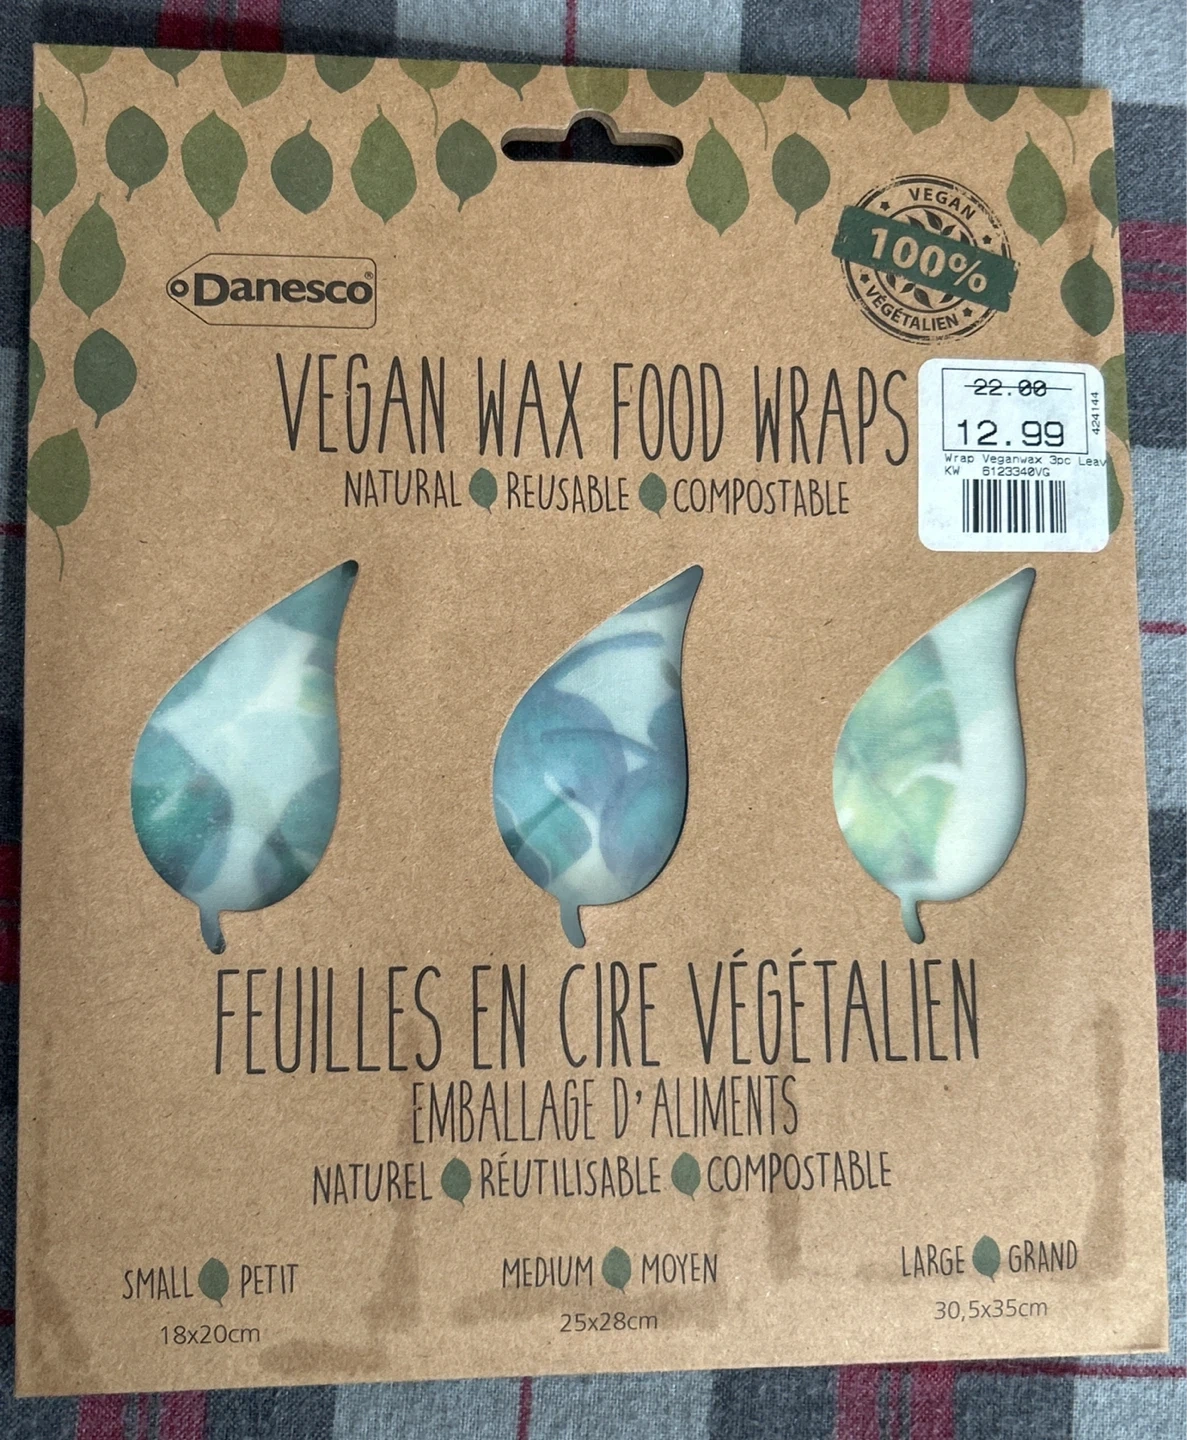 VEGAN
100%
VÉGÉTALIEN
Danesco®
VEGAN WAX FOOD WRAPS
NATURAL REUSABLE COMPOSTABLE
22.00
12.99
424144
Wrap Veganwax 3pc Leav
KW 6123340VG
FEUILLES EN CIRE VÉGÉTALIEN
EMBALLAGE D'ALIMENTS
NATUREL RÉUTILISABLE COMPOSTABLE
SMALL PETIT
18x20cm
MEDIUM MOYEN
25x28cm
LARGE GRAND
30,5x35cm